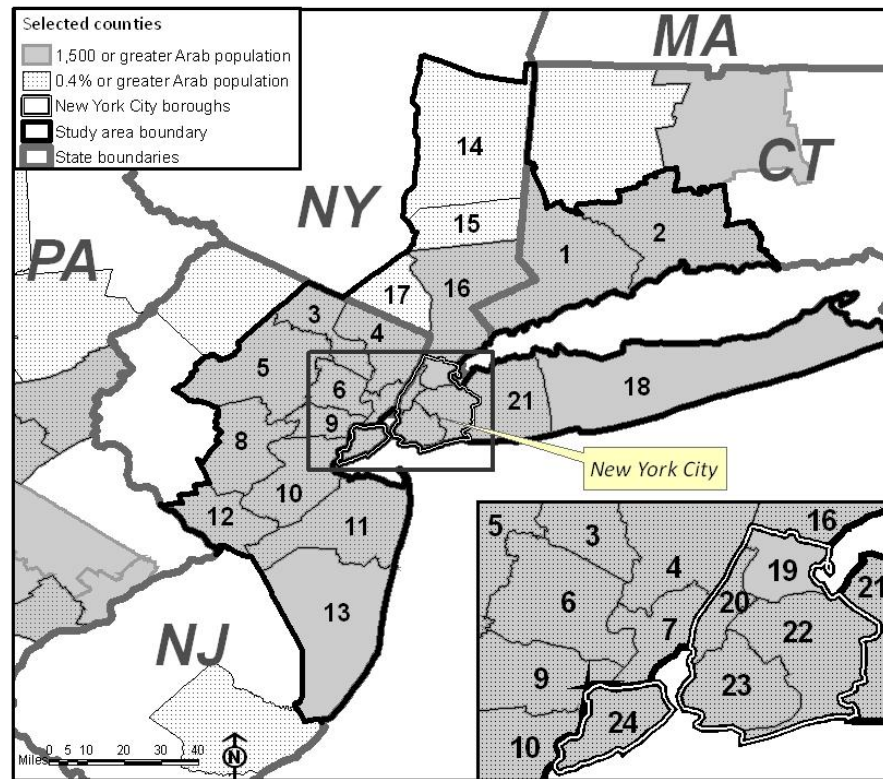 Selected counties
1,500 or greater Arab population
0.4% or greater Arab population
New York City boroughs
Study area boundary
State boundaries
MA
CT
NY
PA
NJ
14
15
1
2
16
17
3
4
5
6
9
8
10
12
11
13
21
18
New York City
5
3
4
16
19
21
6
20
7
22
9
23
24
10
Miles 0 5 10 20 30 40
N